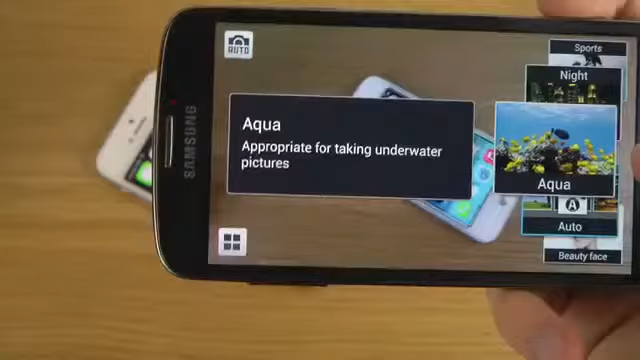 SAMSUNG
AUTO
Aqua
Appropriate for taking underwater
pictures
Sports
Night
Aqua
A
Auto
Beauty face